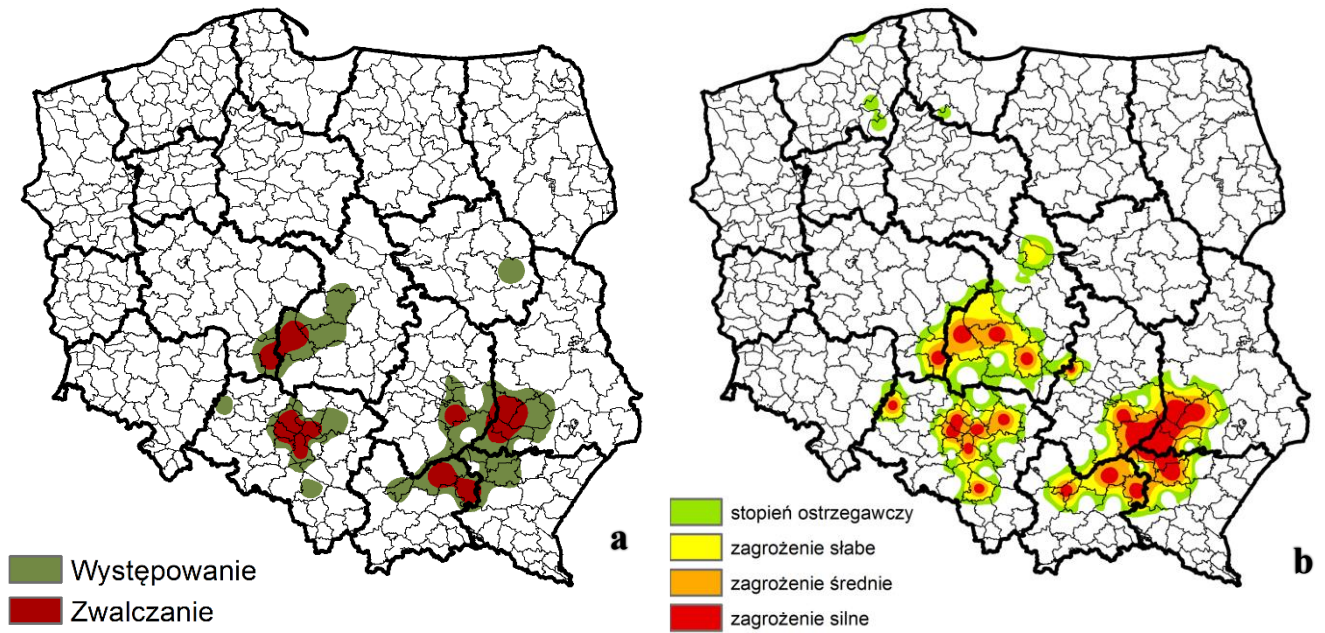 a
Występowanie
Zwalczanie
stopień ostrzegawczy
zagrożenie słabe
zagrożenie średnie
zagrożenie silne
b